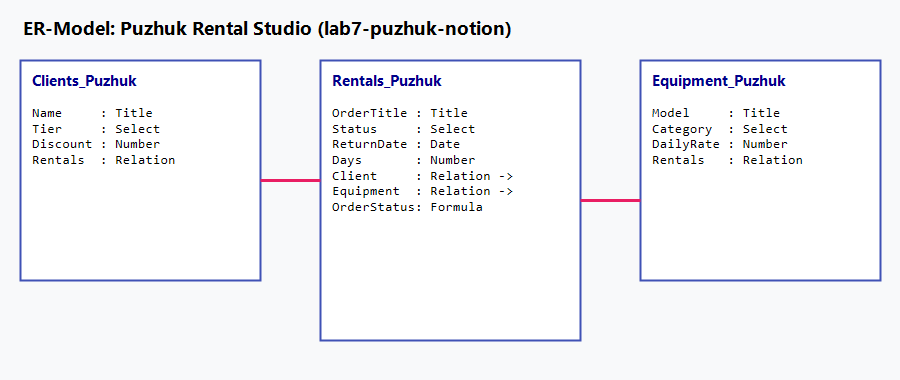 ER-Model: Puzhuk Rental Studio (lab7-puzhuk-notion)
Clients_Puzhuk
Name     : Title
Tier     : Select
Discount : Number
Rentals  : Relation
Rentals_Puzhuk
OrderTitle : Title
Status     : Select
ReturnDate : Date
Days       : Number
Client     : Relation ->
Equipment  : Relation ->
OrderStatus: Formula
Equipment_Puzhuk
Model     : Title
Category  : Select
DailyRate : Number
Rentals   : Relation